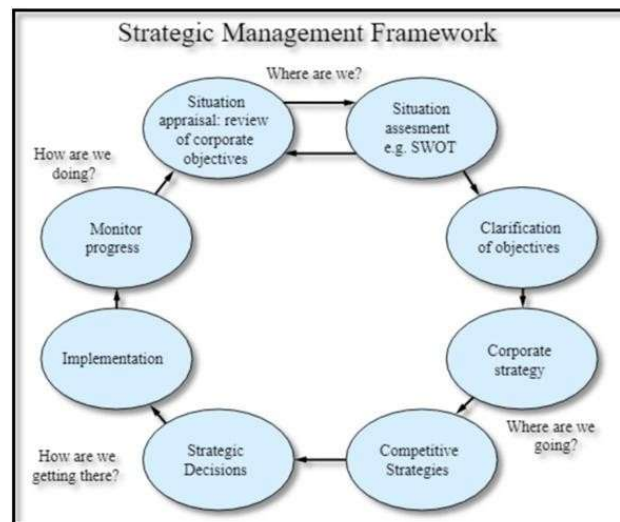 Strategic Management Framework
Where are we?
Situation
appraisal: review
of corporate
objectives
Situation
assesment
e.g. SWOT
How are we
doing?
Monitor
progress
Clarification
of objectives
Implementation
Corporate
strategy
Where are we
going?
How are we
getting there?
Strategic
Decisions
Competitive
Strategies